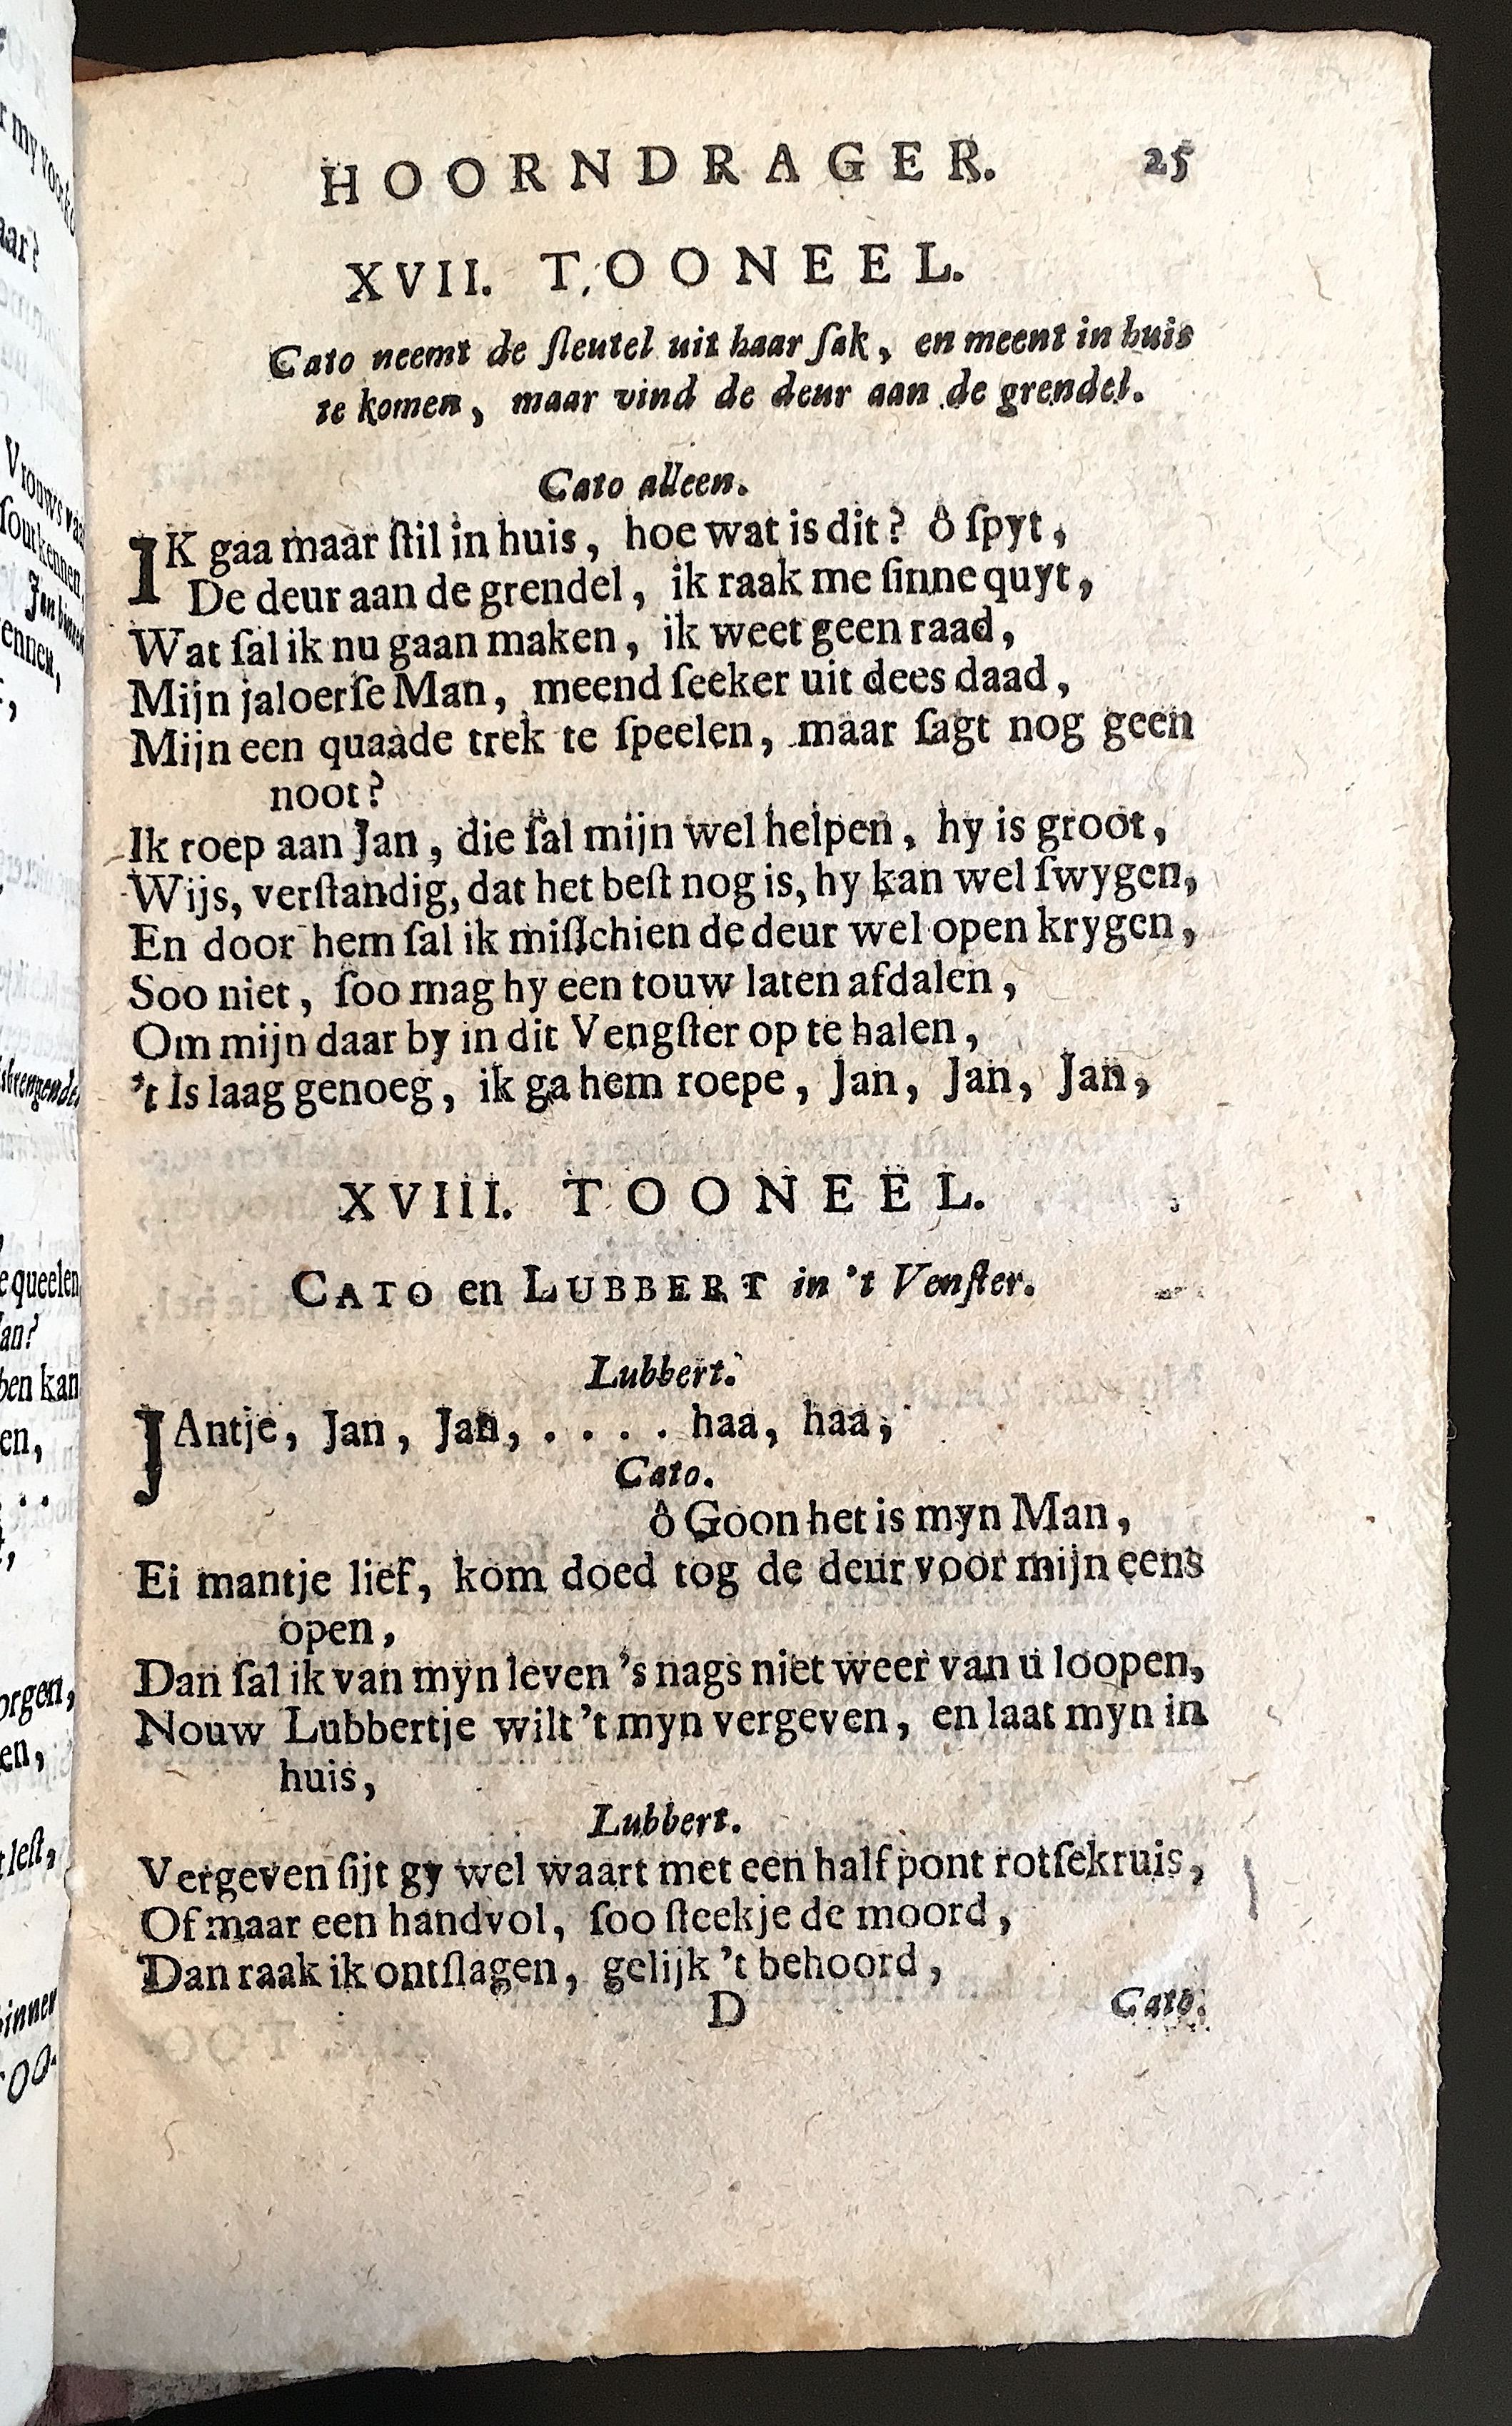 HOORNDRAGER. 25
XVII. TOONEEL.
Cato neemt de ſleutel uit haar ſak, en meent in huis
te komen, maar vind de deur aan de grendel.
Cato alleen.
IK gaa maar ſtil in huis, hoe wat is dit? ô ſpyt,
De deur aan de grendel, ik raak me ſinne quyt,
Wat ſal ik nu gaan maken, ik weet geen raad,
Mijn jaloerſe Man, meend ſeeker uit dees daad,
Mijn een quaade trek te ſpeelen, maar ſagt nog geen
noot?
Ik roep aan Jan, die ſal mijn wel helpen, hy is groot,
Wijs, verſtandig, dat het beſt nog is, hy kan wel ſwygen,
En door hem ſal ik miſſchien de deur wel open krygen,
Soo niet, ſoo mag hy een touw laten afdalen,
Om mijn daar by in dit Vengſter op te halen,
't Is laag genoeg, ik ga hem roepe, Jan, Jan, Jan,
XVIII. TOONEEL.
CATO en LUBBERT in 't Venſter.
Lubbert.
JAntje, Jan, Jan, . . . . haa, haa,
Cato.
ô Goon het is myn Man,
Ei mantje lief, kom doed tog de deur voor mijn eens
open,
Dan ſal ik van myn leven 's nags niet weer van u loopen,
Nouw Lubbertje wilt 't myn vergeven, en laat myn in
huis,
Lubbert.
Vergeven ſijt gy wel waart met een half pont rotſekruis,
Of maar een handvol, ſoo ſteekje de moord,
Dan raak ik ontſlagen, gelijk 't behoord,
D Cato.